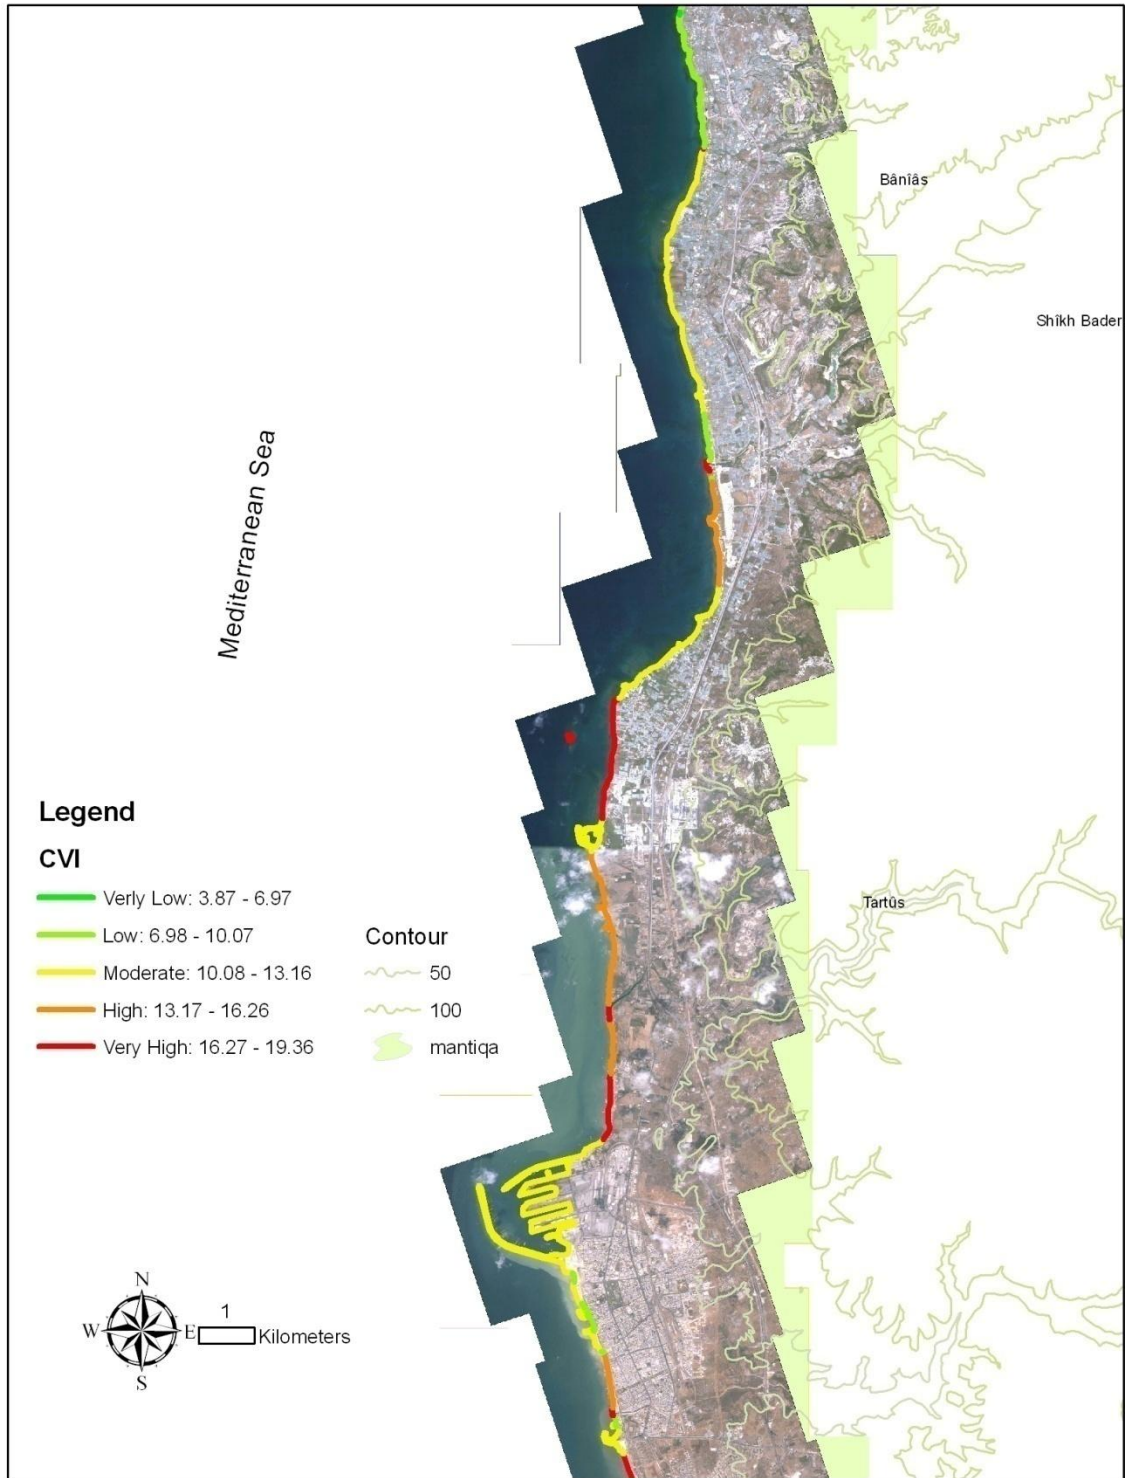 Bânîâs
Shîkh Bader
Mediterranean Sea
Legend
CVI
Verly Low: 3.87 - 6.97
Low: 6.98 - 10.07
Moderate: 10.08 - 13.16
High: 13.17 - 16.26
Very High: 16.27 - 19.36
Contour
50
100
mantiqa
Tartûs
N
W
E
S
1
Kilometers